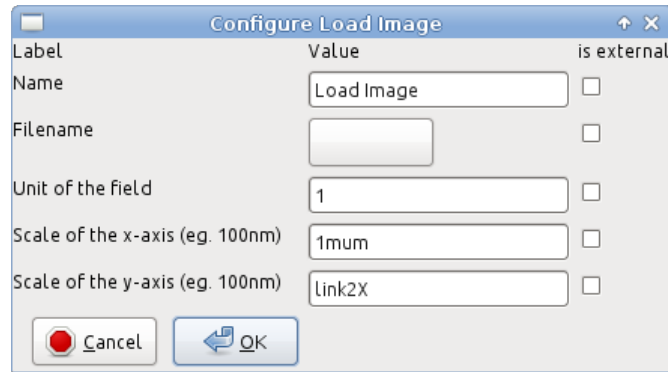 Configure Load Image
Label Value is external
Name Load Image
Filename
Unit of the field 1
Scale of the x-axis (eg. 100nm) 1mum
Scale of the y-axis (eg. 100nm) link2X
Cancel OK